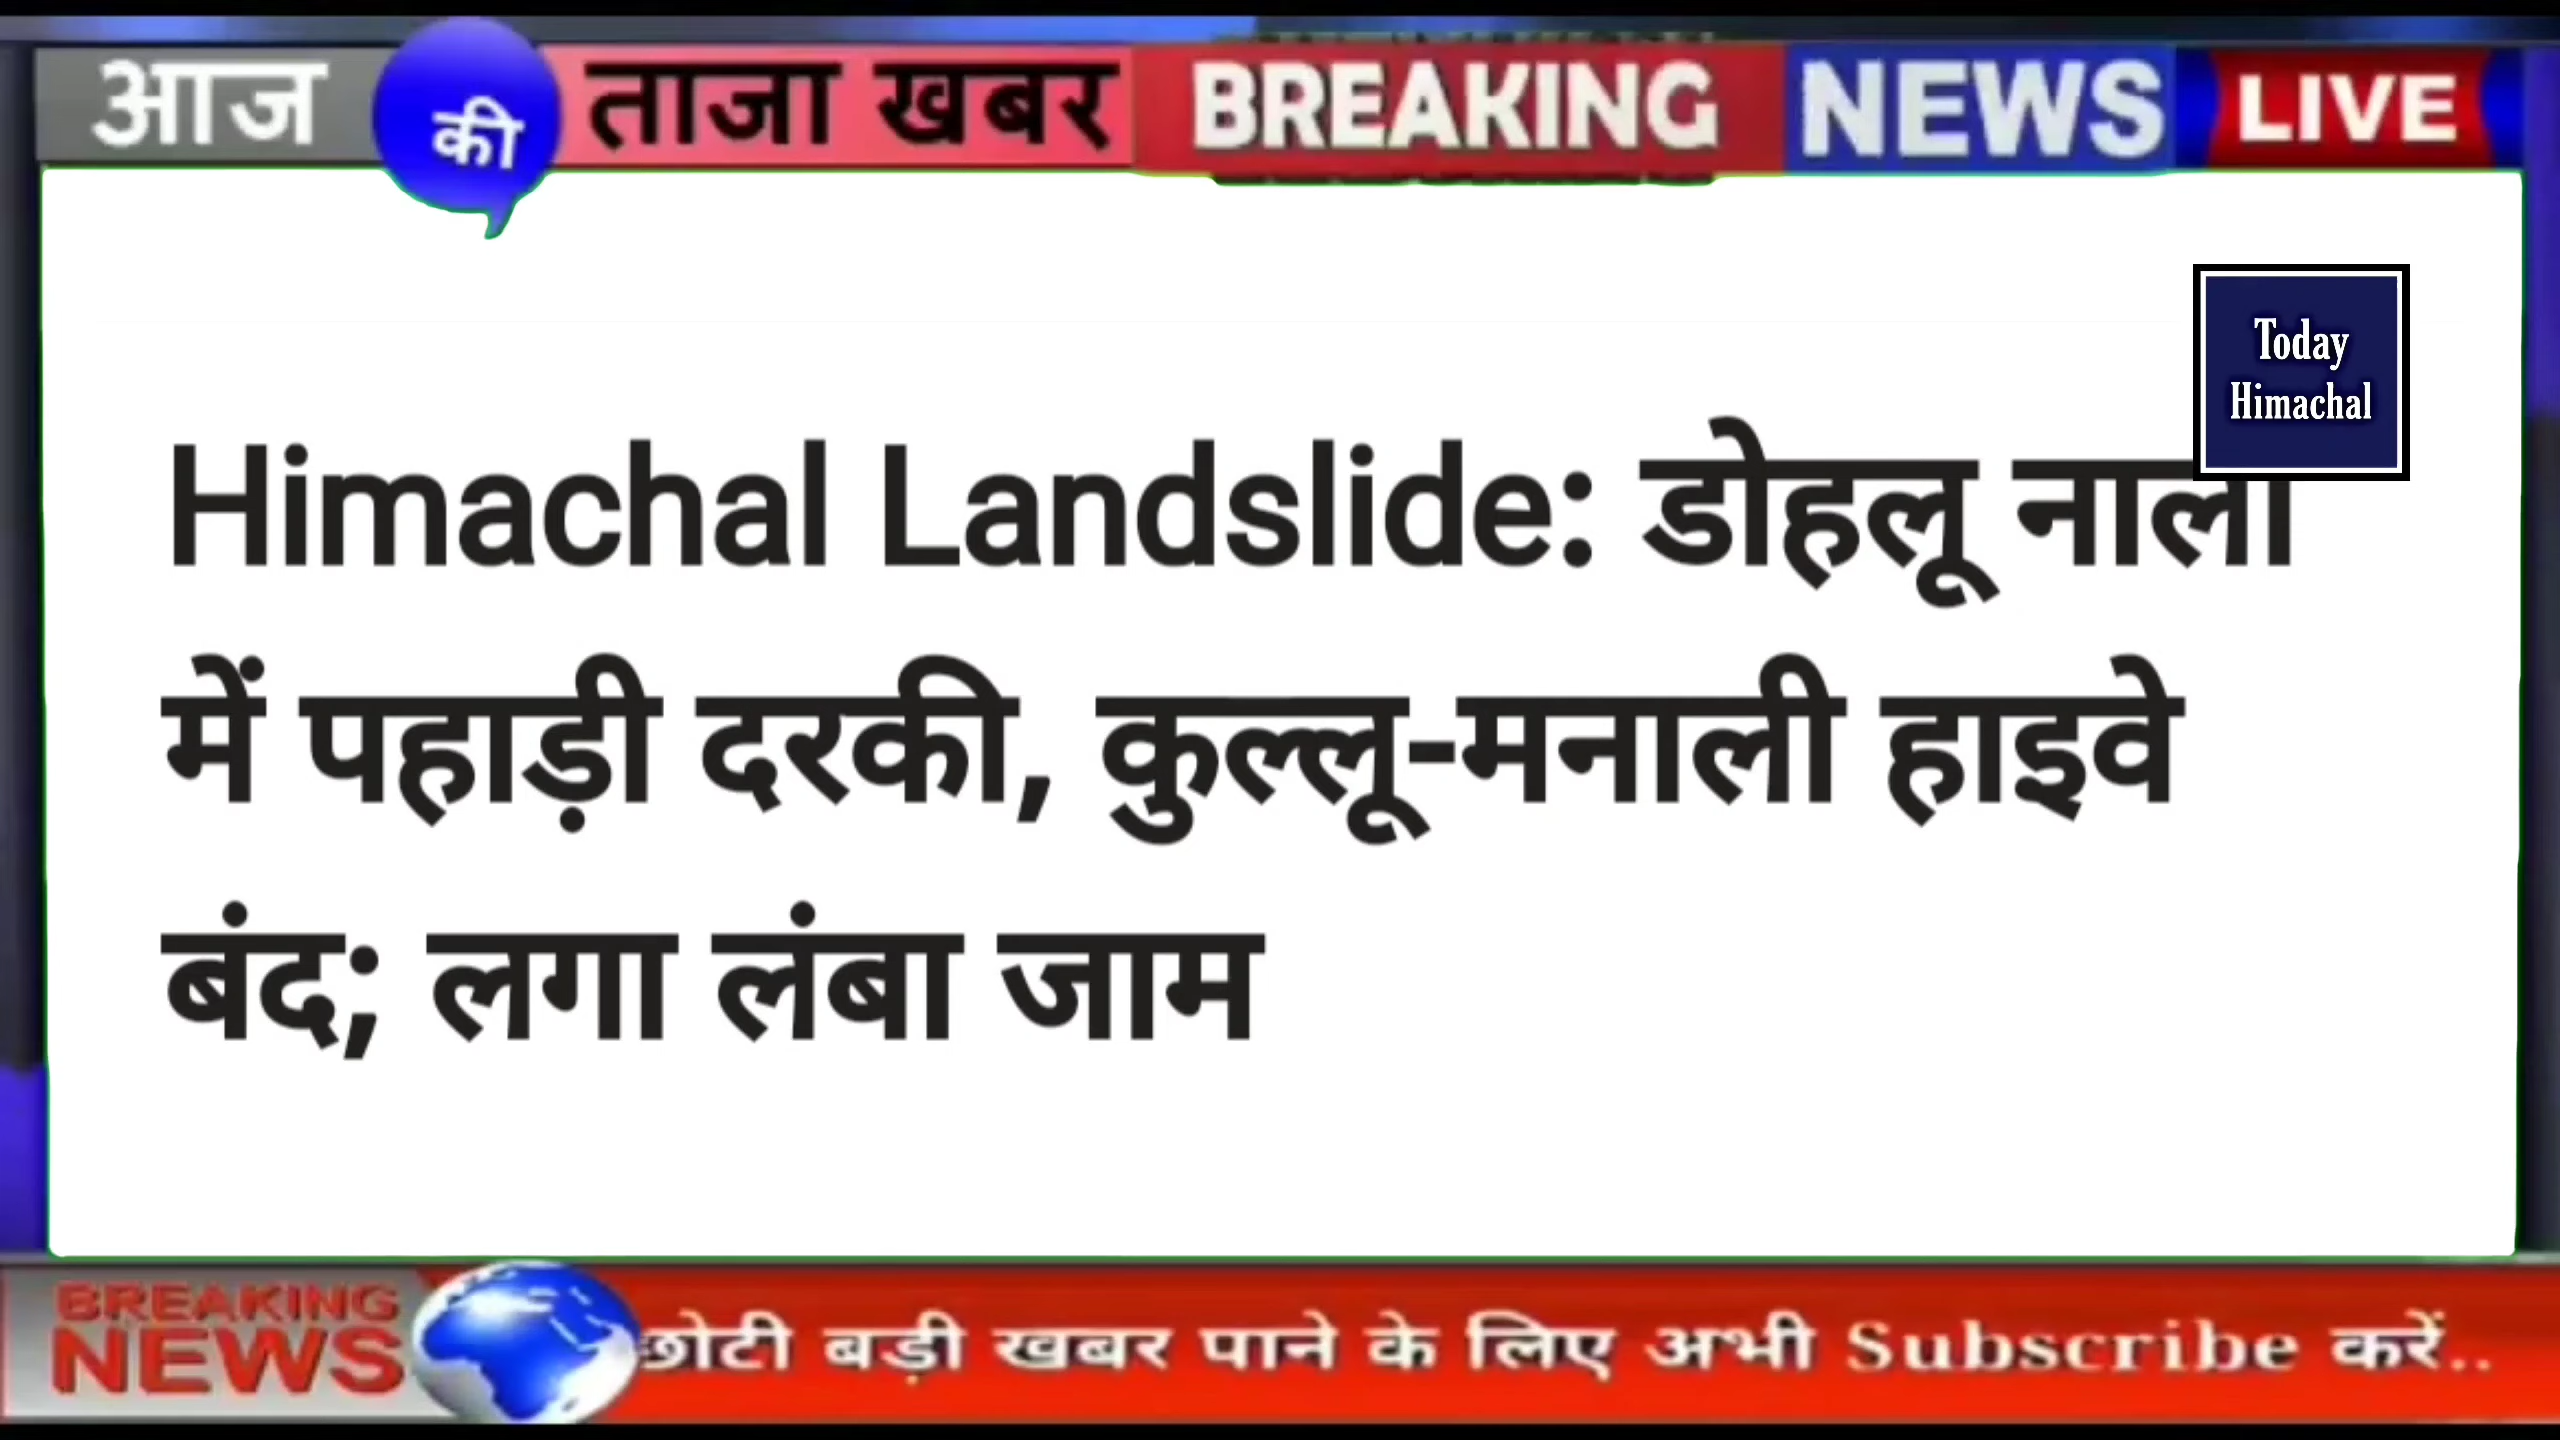 आज की ताजा खबर BREAKING NEWS LIVE
Today
Himachal
Himachal Landslide: डोहलू नाला
में पहाड़ी दरकी, कुल्लू-मनाली हाइवे
बंद; लगा लंबा जाम
BREAKING
NEWS
छोटी बड़ी खबर पाने के लिए अभी Subscribe करें..